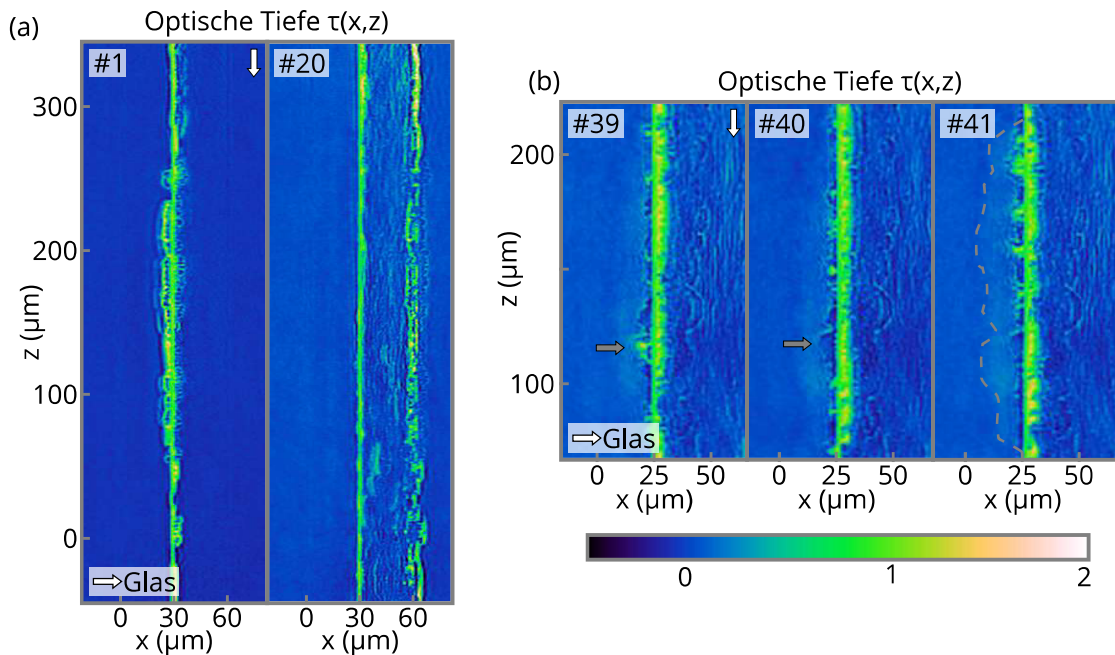 (a)
Optische Tiefe τ(x,z)
#1
#20
300
200
100
0
z (µm)
Glas
0 30 60
0 30 60
x (µm)
x (µm)
(b)
Optische Tiefe τ(x,z)
#39
#40
#41
200
100
z (µm)
Glas
0 25 50
0 25 50
0 25 50
x (µm)
x (µm)
x (µm)
0 1 2